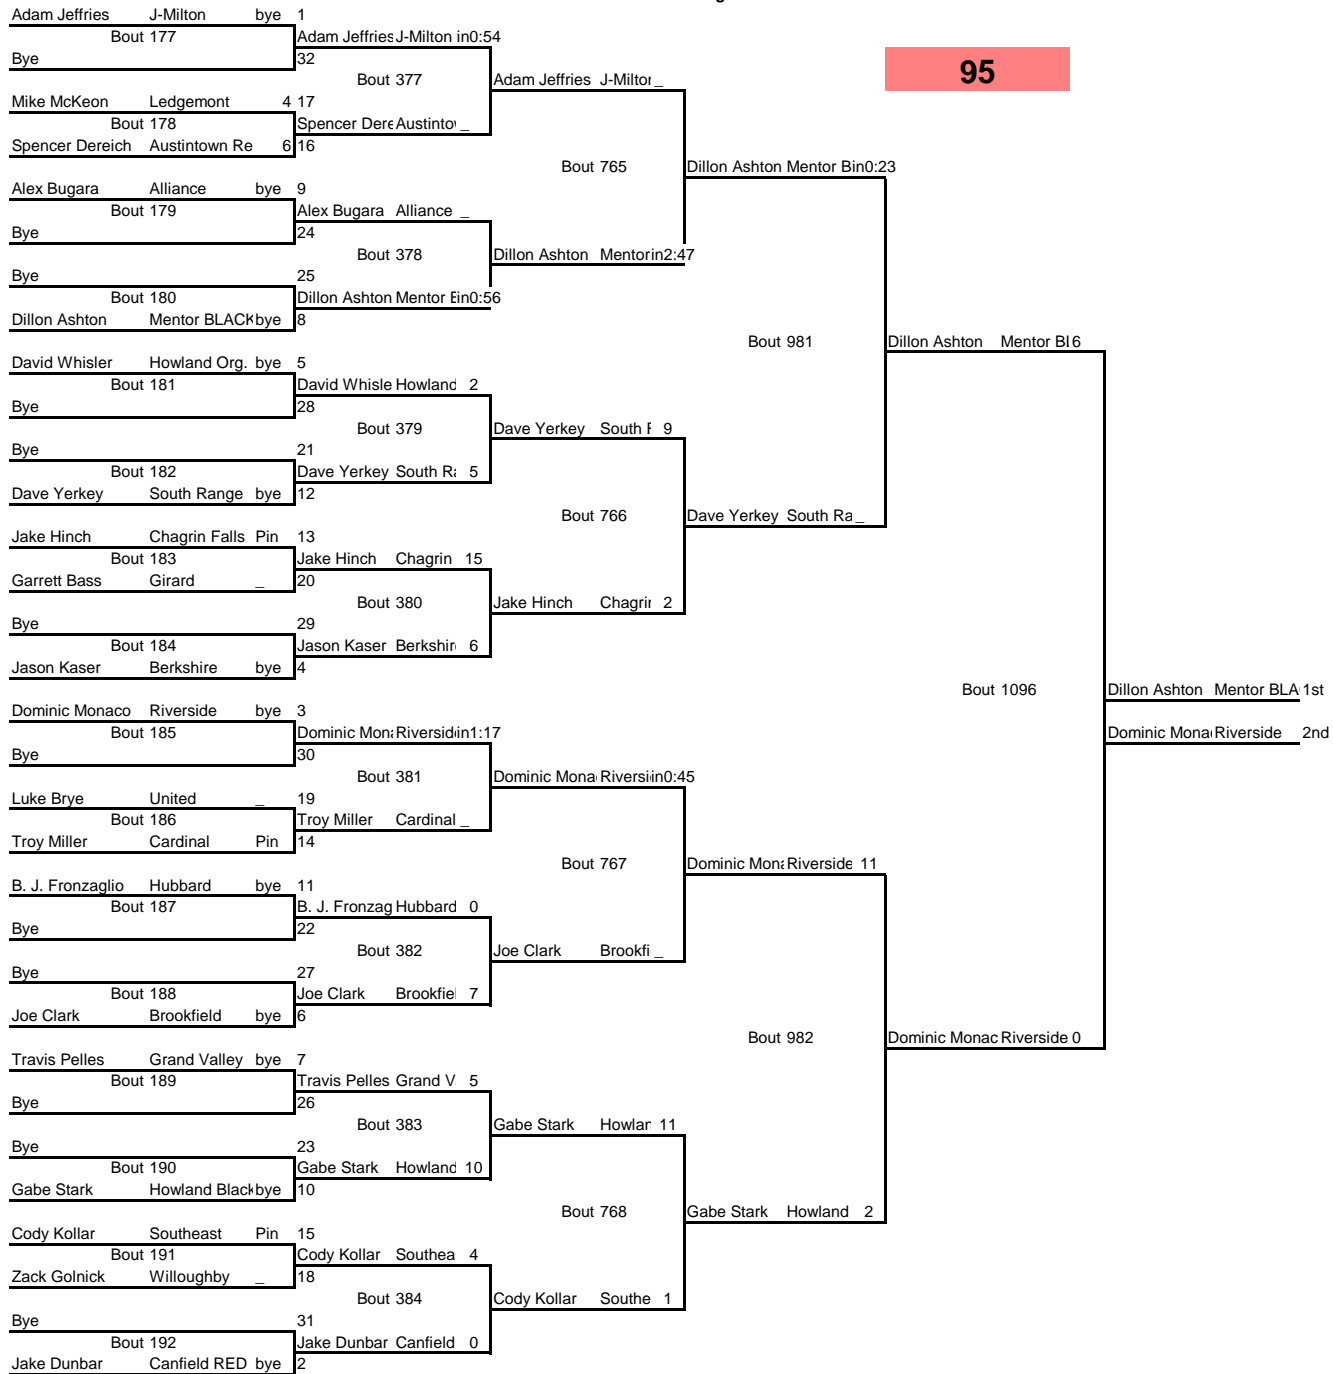 Adam Jeffries J-Milton bye 1
Bout 177
Adam Jeffries J-Milton in0:54
Bye 32
Bout 377
Adam Jeffries J-Milton _
95
Mike McKeon Ledgemont 4 17
Bout 178
Spencer Dere Austintow _
Spencer Dereich Austintown Re 6 16
Bout 765
Dillon Ashton Mentor Bin0:23
Alex Bugara Alliance bye 9
Bout 179
Alex Bugara Alliance _
Bye 24
Bout 378
Dillon Ashton Mentorin2:47
Bye 25
Bout 180
Dillon Ashton Mentor Ein0:56
Dillon Ashton Mentor BLACK bye 8
Bout 981
Dillon Ashton Mentor Bl 6
David Whisler Howland Org. bye 5
Bout 181
David Whisle Howland 2
Bye 28
Bout 379
Dave Yerkey South F 9
Bye 21
Bout 182
Dave Yerkey South Ra 5
Dave Yerkey South Range bye 12
Bout 766
Dave Yerkey South Ra _
Jake Hinch Chagrin Falls Pin 13
Bout 183
Jake Hinch Chagrin 15
Garrett Bass Girard _ 20
Bout 380
Jake Hinch Chagrin 2
Bye 29
Bout 184
Jason Kaser Berkshire 6
Jason Kaser Berkshire bye 4
Bout 1096
Dillon Ashton Mentor BLA 1st
Dominic Monaco Riverside bye 3
Bout 185
Dominic Mona Riversidin1:17
Dominic Mona Riverside 2nd
Bye 30
Bout 381
Dominic Mona Riversiin0:45
Luke Brye United _ 19
Bout 186
Troy Miller Cardinal _
Troy Miller Cardinal Pin 14
Bout 767
Dominic Mona Riverside 11
B. J. Fronzaglio Hubbard bye 11
Bout 187
B. J. Fronzag Hubbard 0
Bye 22
Bout 382
Joe Clark Brookfi _
Bye 27
Bout 188
Joe Clark Brookfiel 7
Joe Clark Brookfield bye 6
Bout 982
Dominic Monac Riverside 0
Travis Pelles Grand Valley bye 7
Bout 189
Travis Pelles Grand V 5
Bye 26
Bout 383
Gabe Stark Howlan 11
Bye 23
Bout 190
Gabe Stark Howland 10
Gabe Stark Howland Black bye 10
Bout 768
Gabe Stark Howland 2
Cody Kollar Southeast Pin 15
Bout 191
Cody Kollar Southea 4
Zack Golnick Willoughby _ 18
Bout 384
Cody Kollar Southe 1
Bye 31
Bout 192
Jake Dunbar Canfield 0
Jake Dunbar Canfield RED bye 2